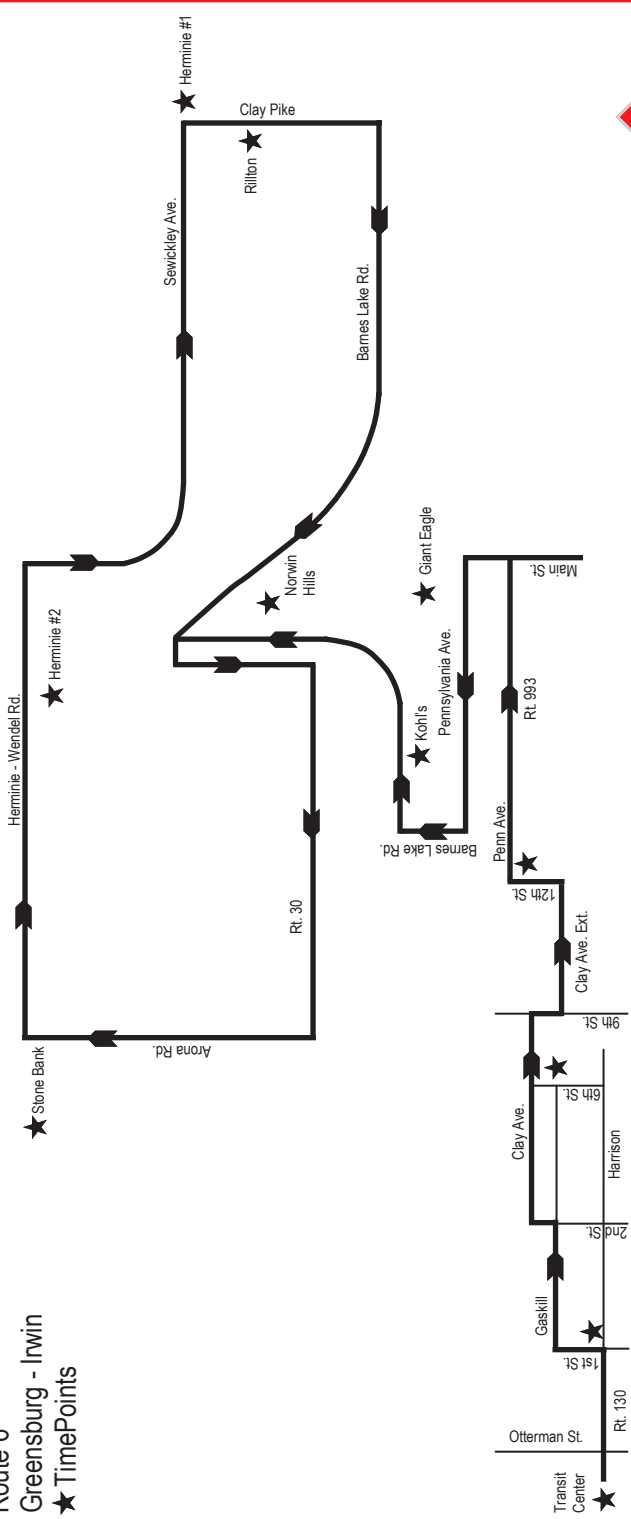 Route 6
Greensburg - Irwin
TimePoints
Stone Bank
Herminie - Wendel Rd.
Herminie #2
Sewickley Ave.
Herminie #1
Clay Pike
Rillton
Barnes Lake Rd.
Norwin
Hills
Arona Rd.
Rt. 30
Barnes Lake Rd.
Kohl's
Giant Eagle
Pennsylvania Ave.
Main St.
Rt. 993
Penn Ave.
12th St.
Clay Ave. Ext.
9th St.
Clay Ave.
6th St.
Harrison
2nd St.
Gaskill
1st St.
Rt. 130
Otterman St.
Transit
Center